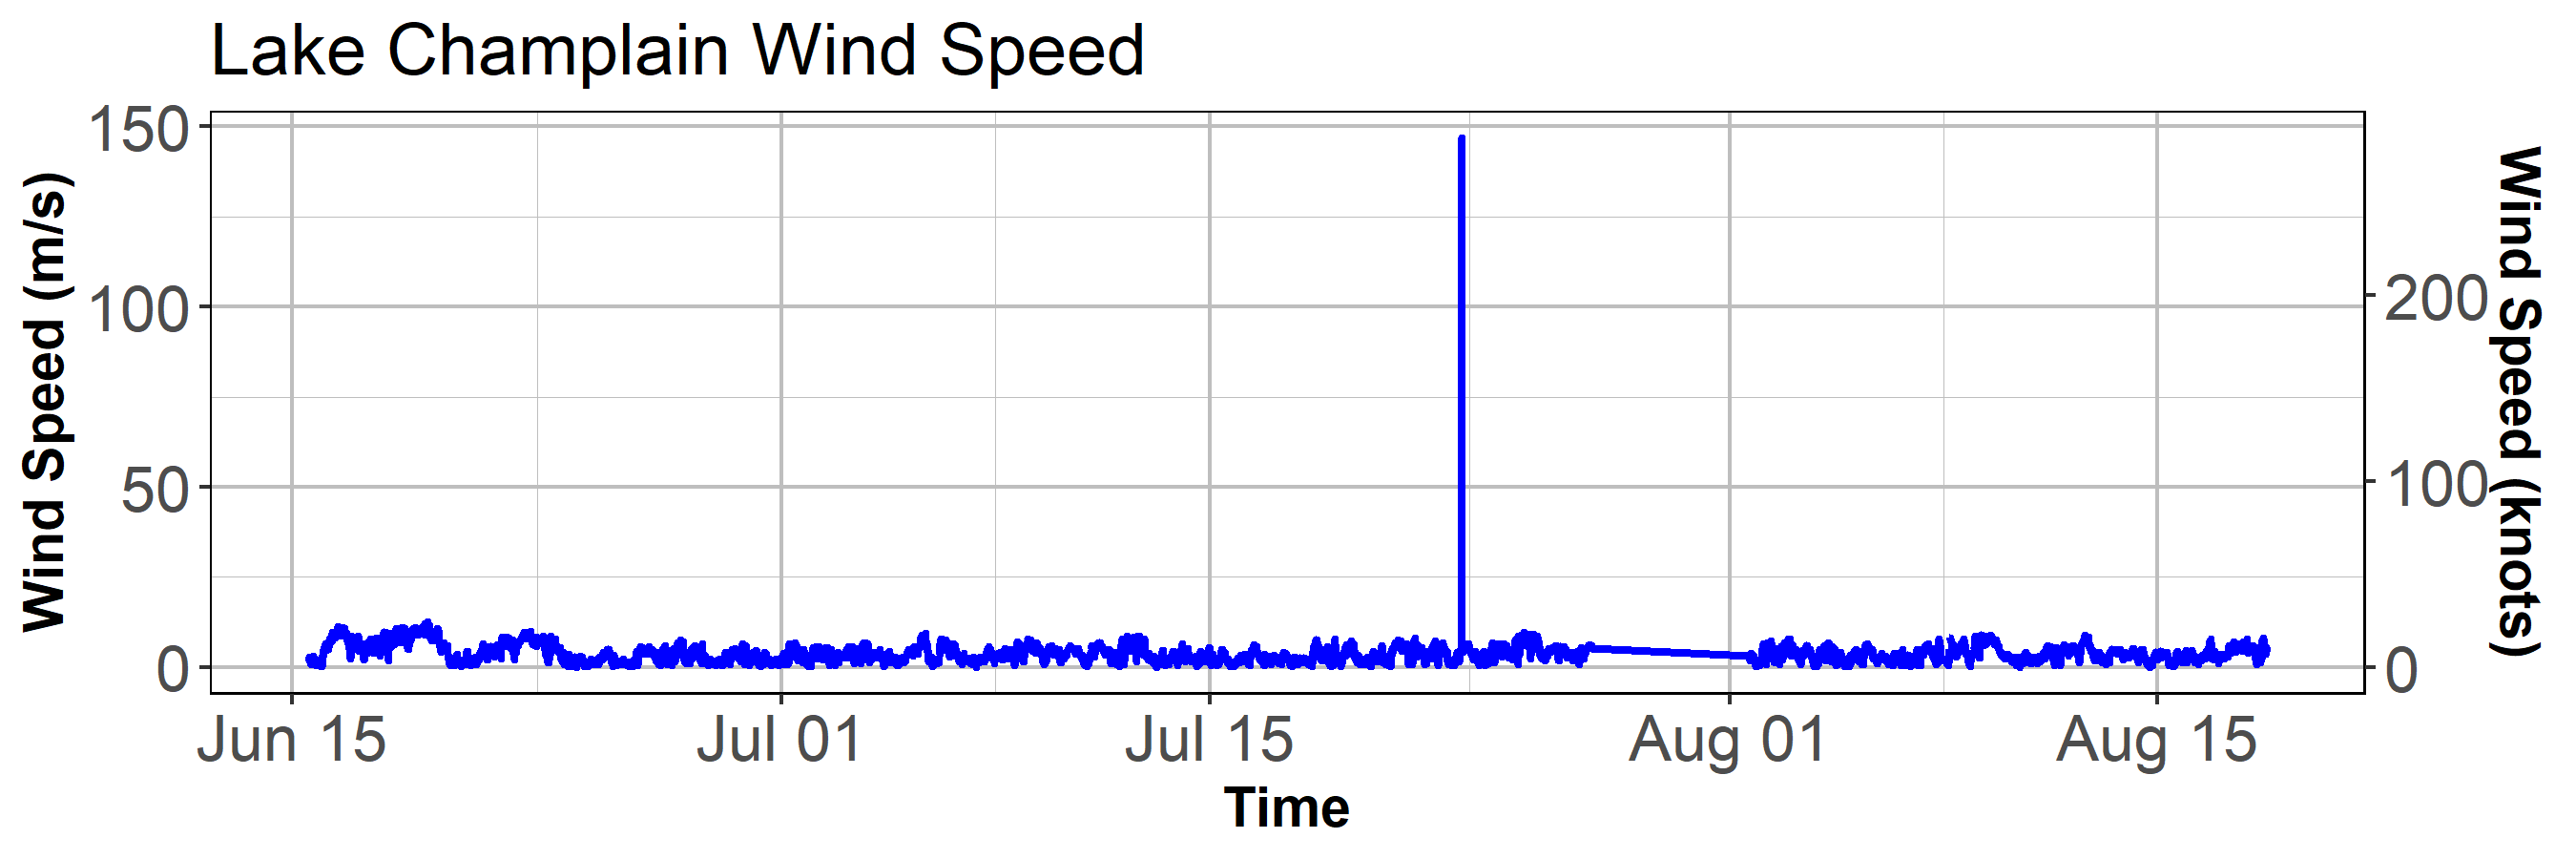 Lake Champlain Wind Speed
Wind Speed (m/s)
150
100
50
0
200
100
0
Wind Speed (knots)
Jun 15 Jul 01 Jul 15 Aug 01 Aug 15
Time